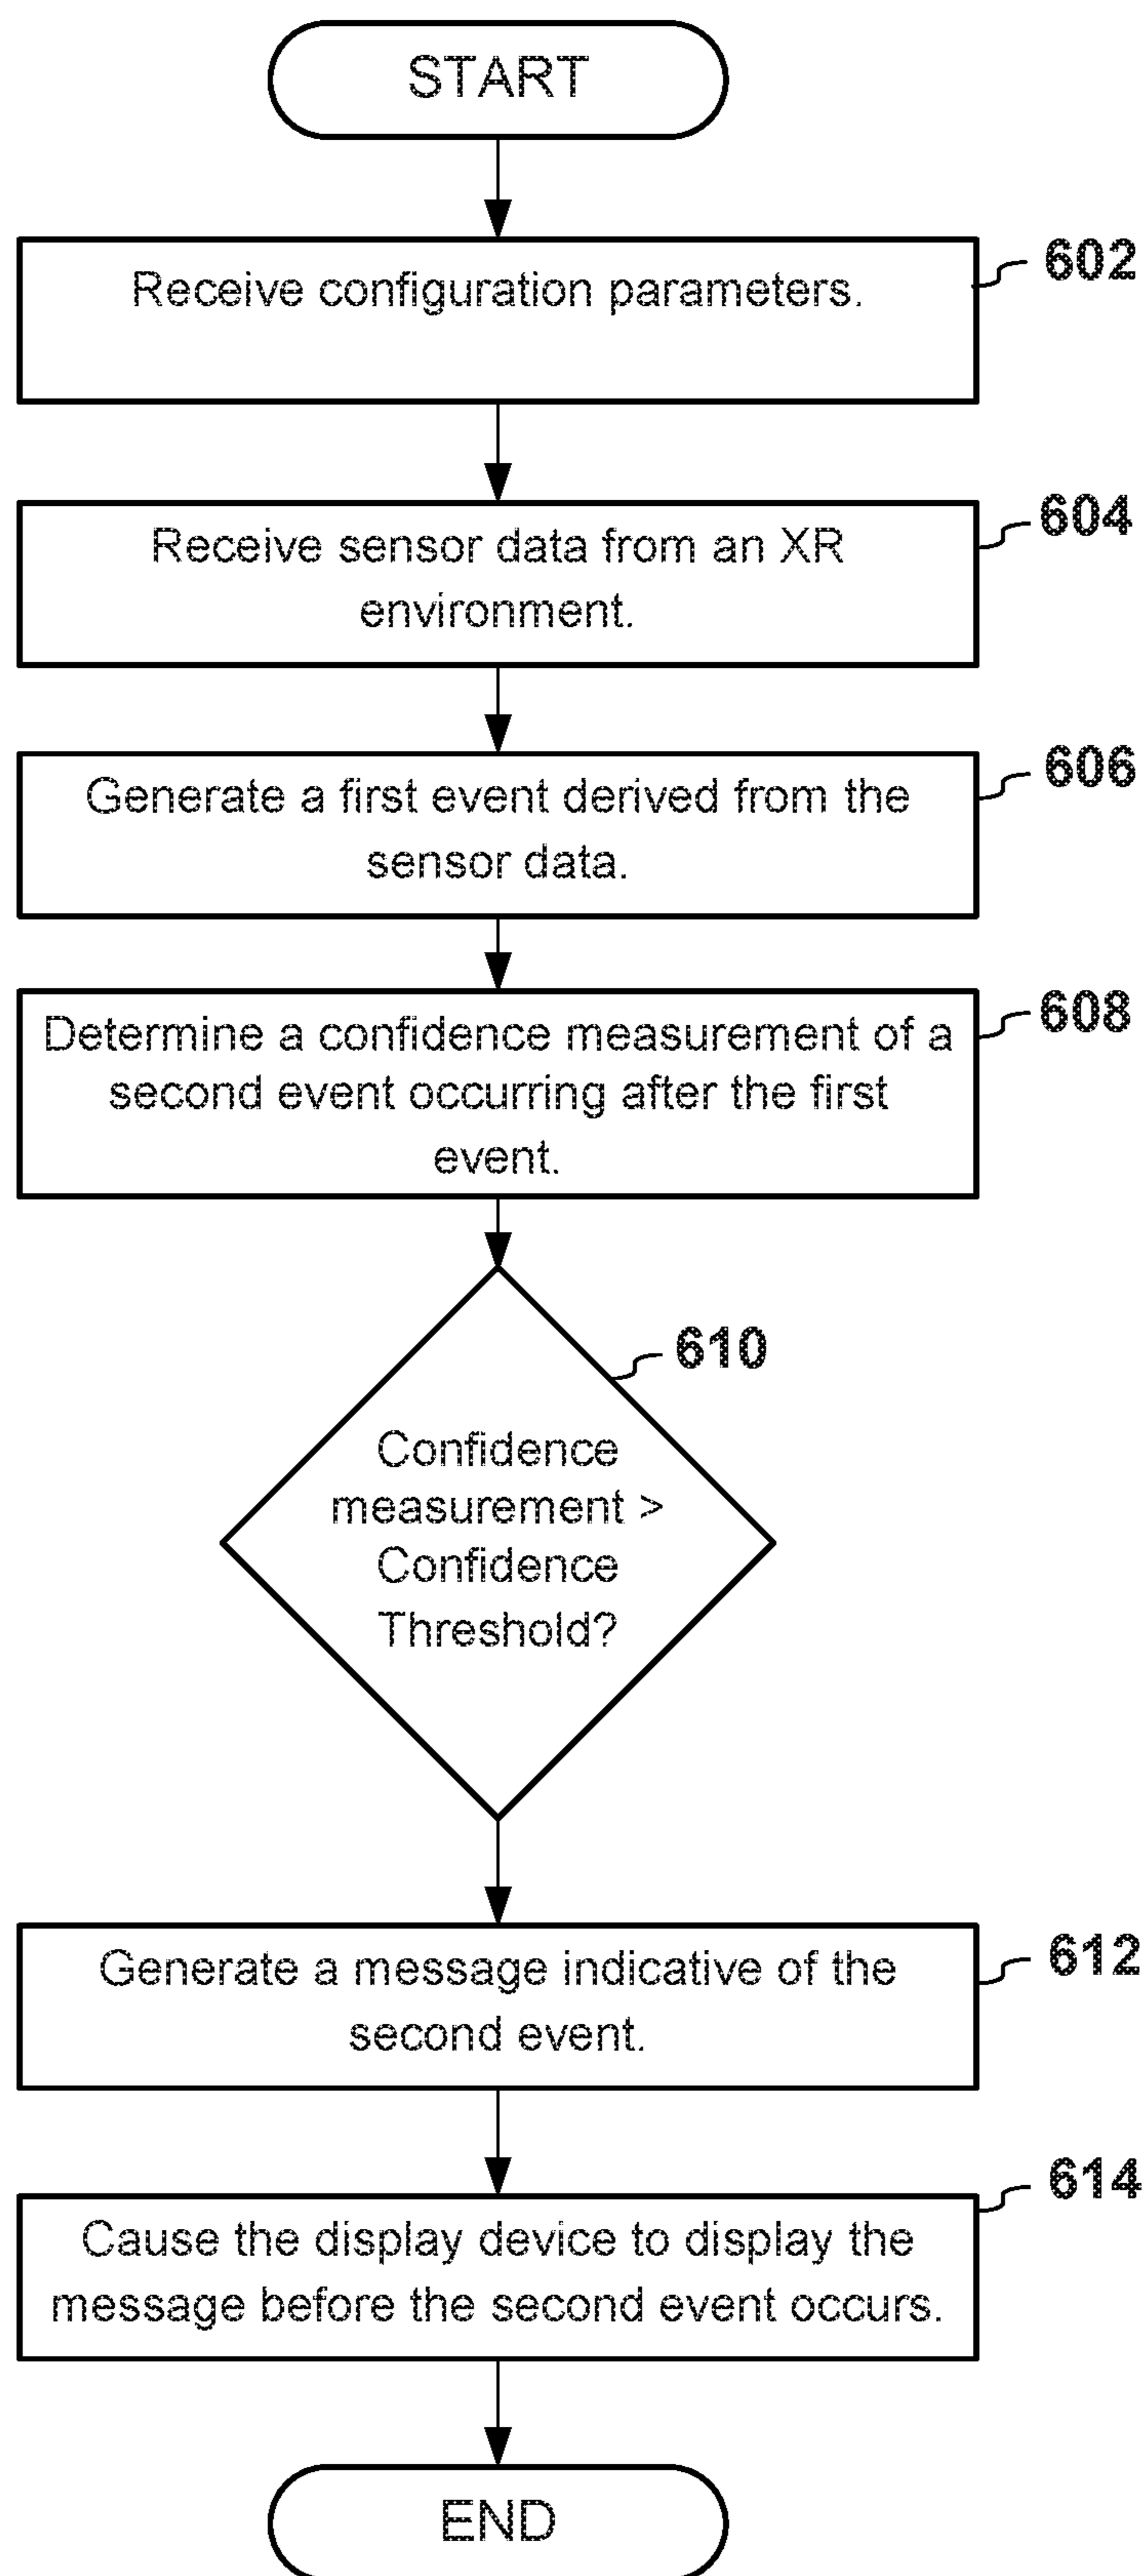 START
602
Receive configuration parameters.
604
Receive sensor data from an XR
environment.
606
Generate a first event derived from the
sensor data.
608
Determine a confidence measurement of a
second event occurring after the first
event.
610
Confidence
measurement >
Confidence
Threshold?
612
Generate a message indicative of the
second event.
614
Cause the display device to display the
message before the second event occurs.
END